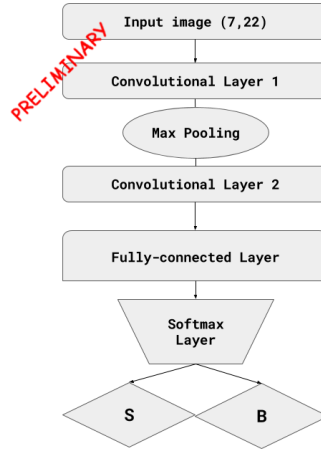 Input image (7,22)
PRELIMINARY
Convolutional Layer 1
Max Pooling
Convolutional Layer 2
Fully-connected Layer
Softmax
Layer
S
B